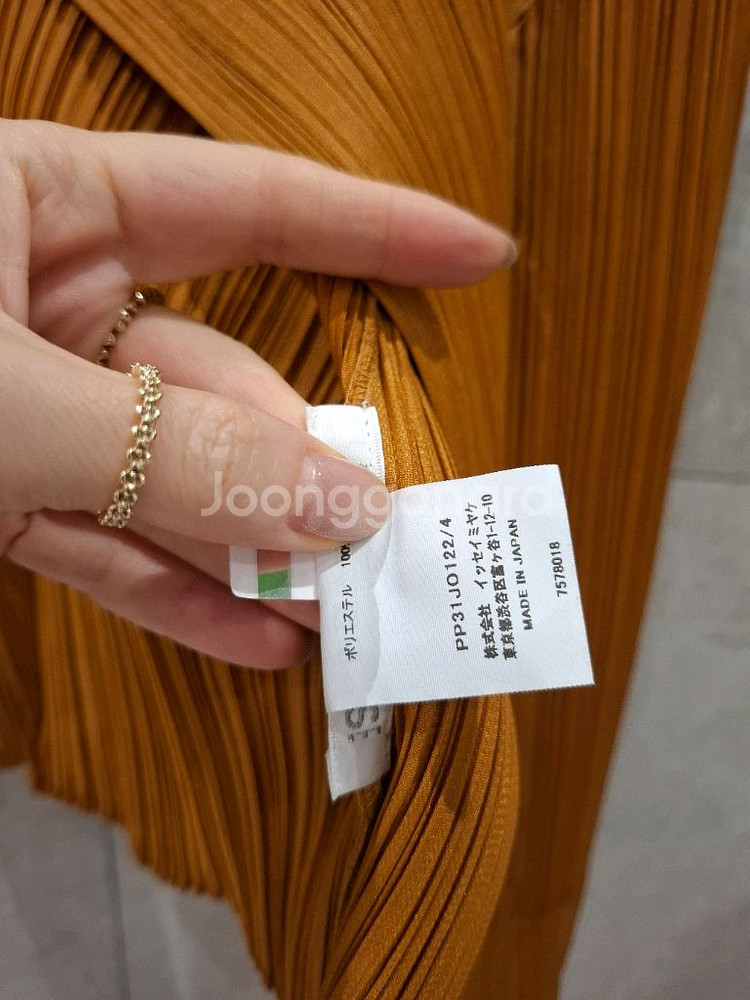 Joonggonara
ポリエステル 100
PP31JO122/4
株式会社 イッセイミヤケ
東京都渋谷区富ヶ谷1-12-10
MADE IN JAPAN
7578018